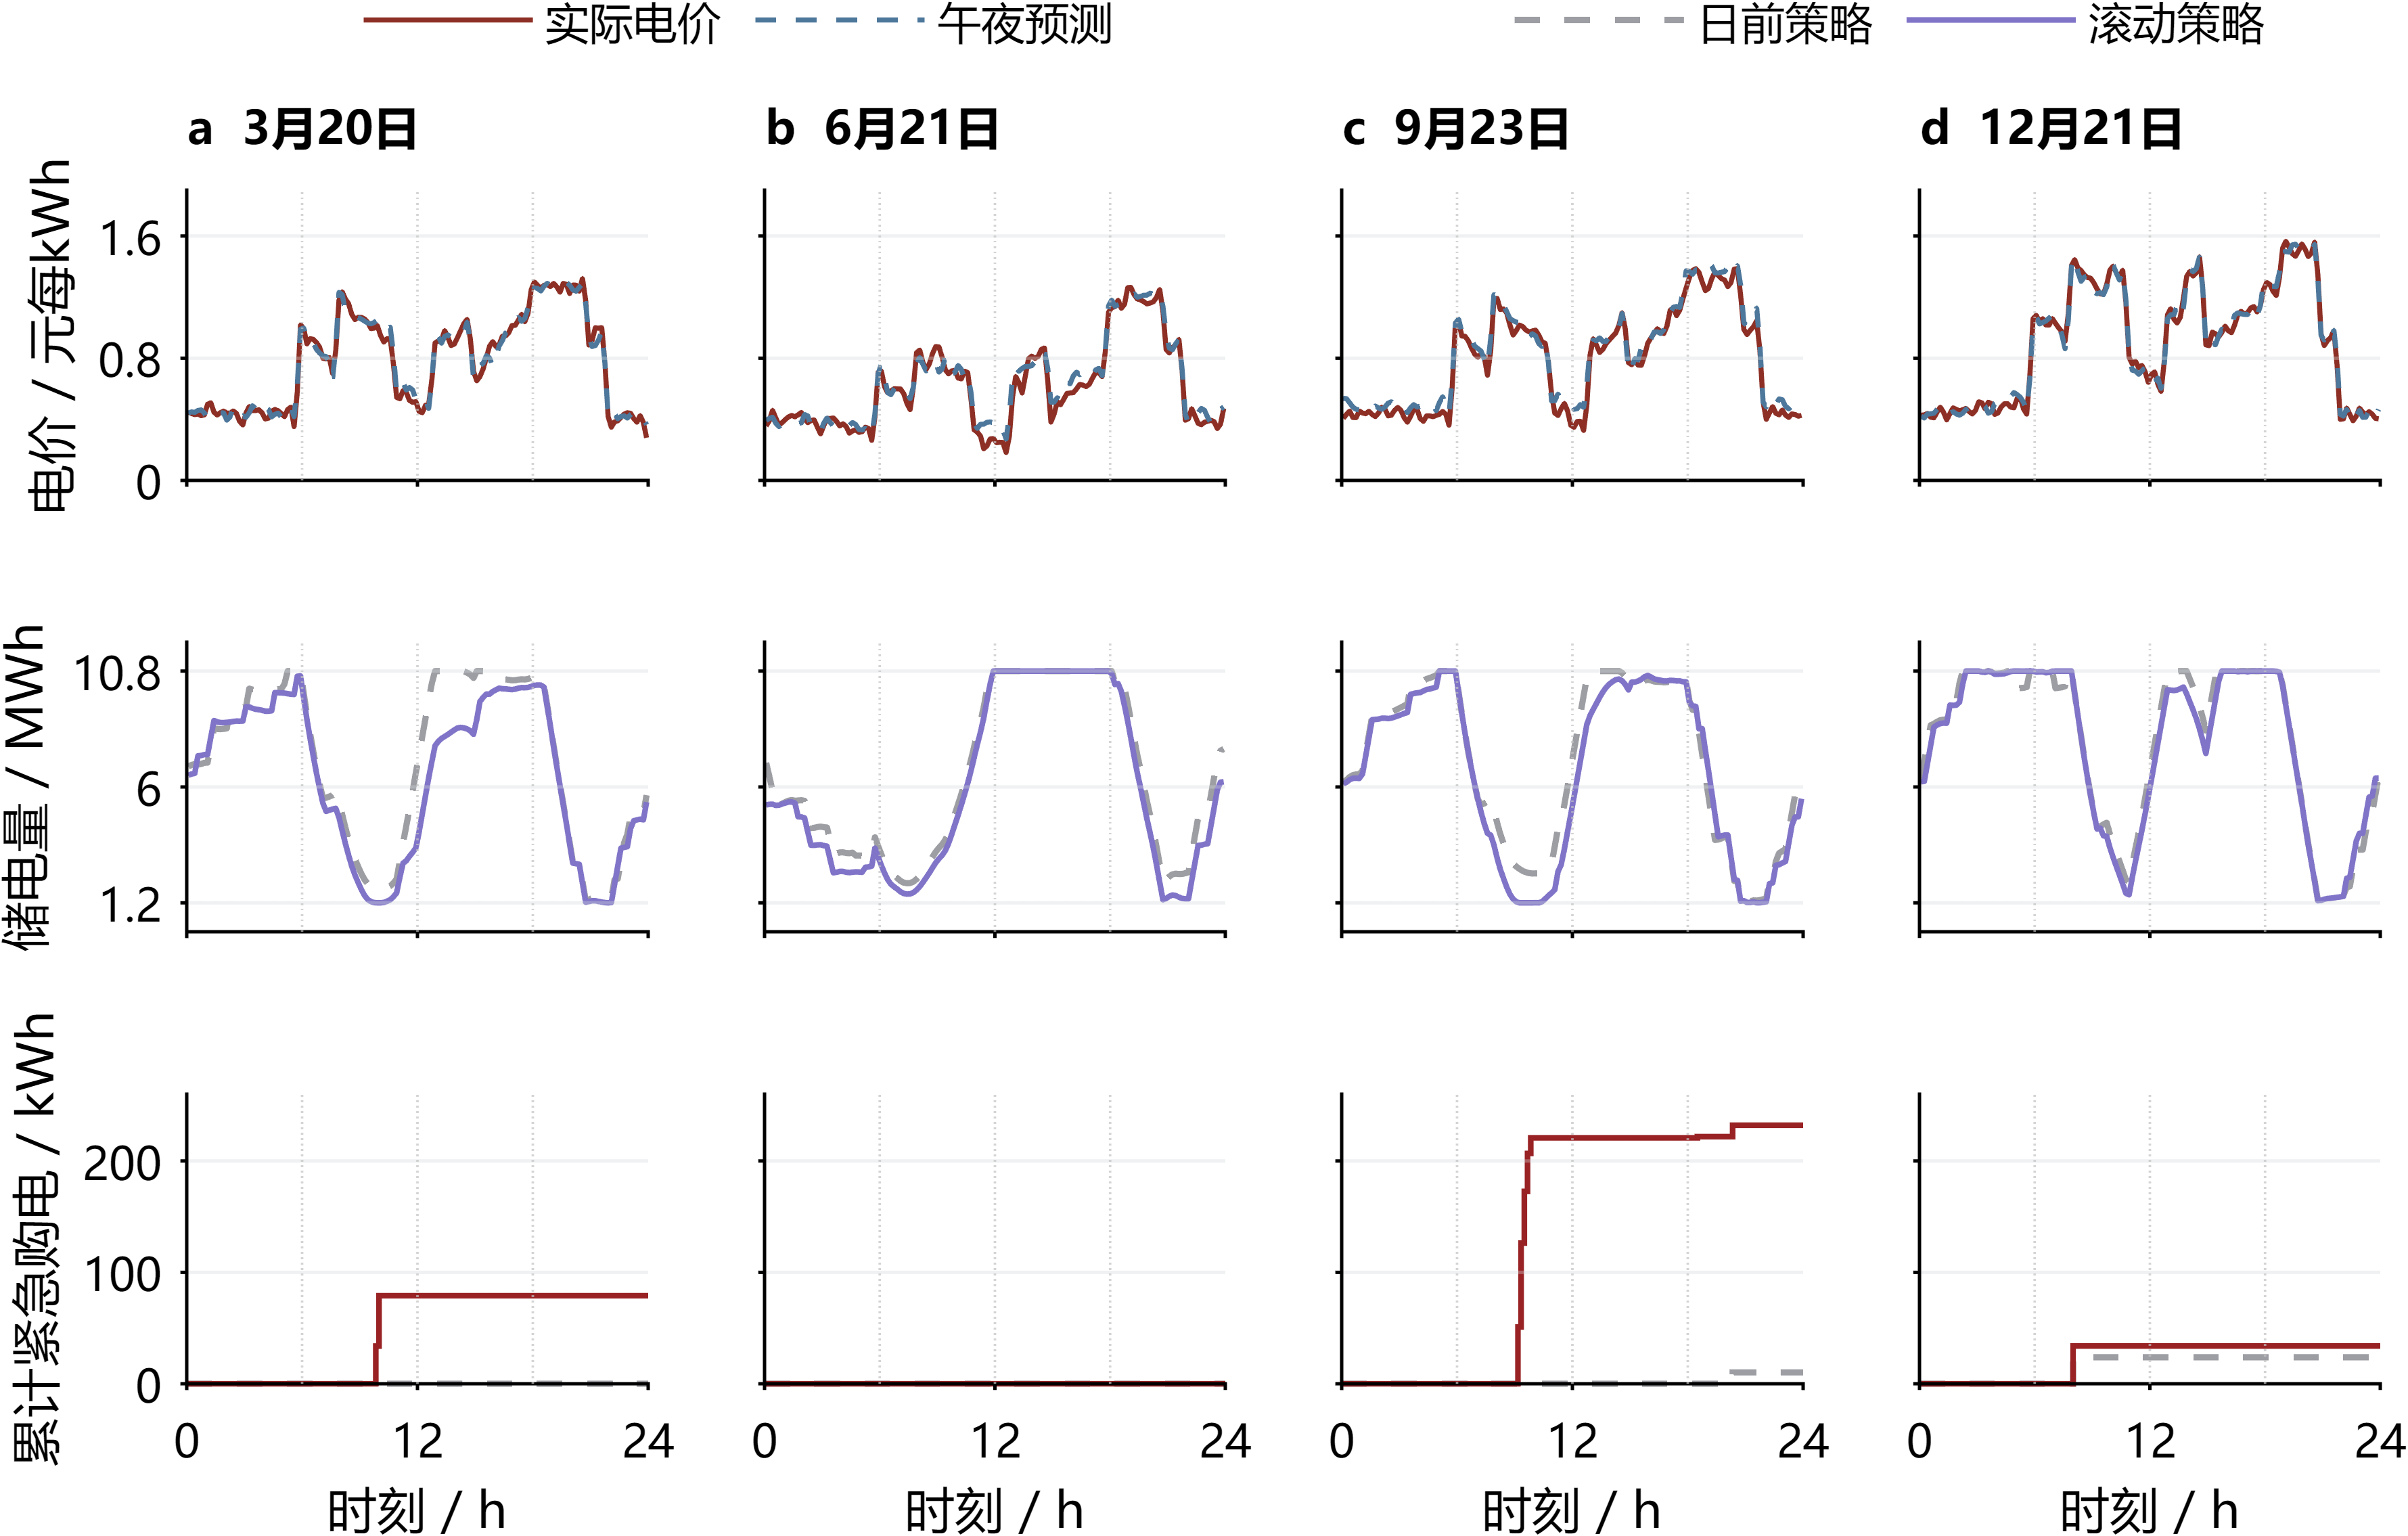 实际电价 午夜预测 日前策略 滚动策略
a 3月20日 b 6月21日 c 9月23日 d 12月21日
电价 / 元每kWh
1.6
0.8
0
储电量 / MWh
10.8
6
1.2
累计紧急购电 / kWh
200
100
0
0 12 24 0 12 24 0 12 24 0 12 24
时刻 / h 时刻 / h 时刻 / h 时刻 / h